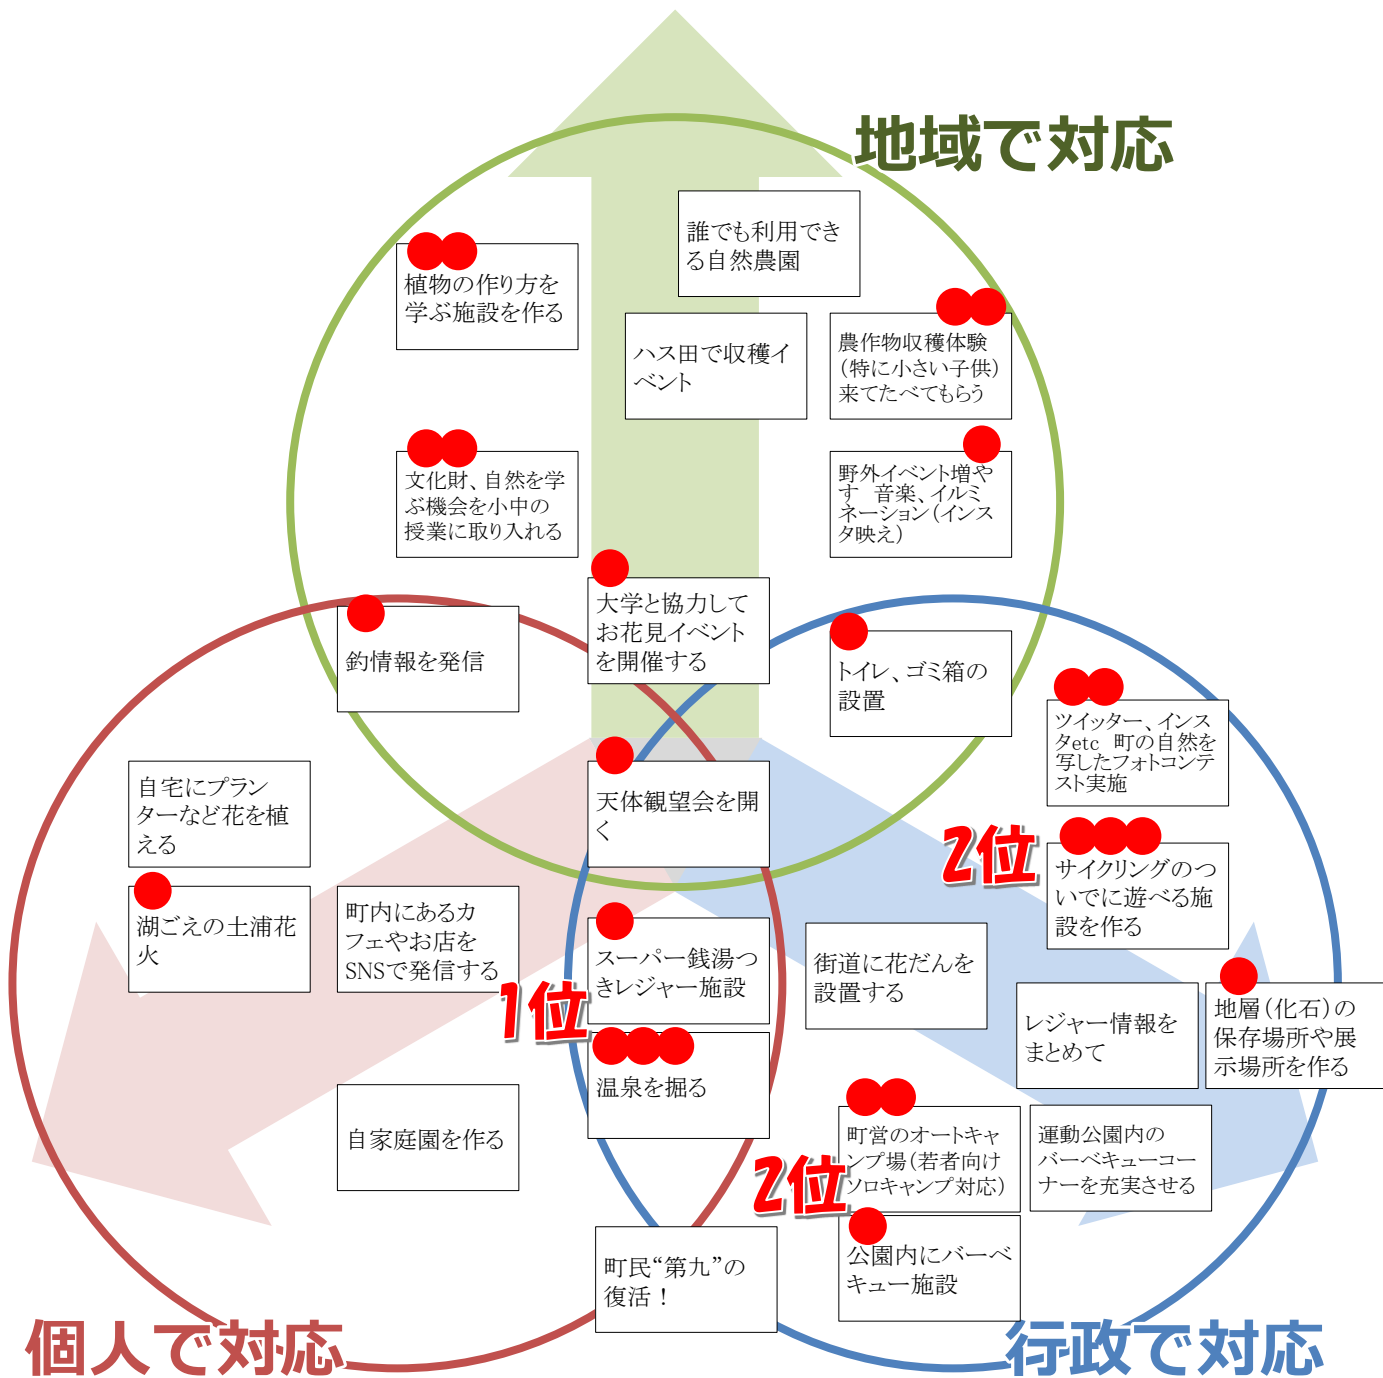 地域で対応
誰でも利用でき
る自然農園
植物の作り方を
学ぶ施設を作る
ハス田で収穫イ
ベント
農作物収穫体験
（特に小さい子供）
来てたべてもらう
文化財、自然を学
ぶ機会を小中の
授業に取り入れる
野外イベント増や
す　音楽、イルミ
ネーション（インス
タ映え）
大学と協力して
お花見イベント
を開催する
釣情報を発信
トイレ、ゴミ箱の
設置
ツイッター、インス
タetc　町の自然を
写したフォトコンテ
スト実施
自宅にプラン
ターなど花を植
える
天体観望会を開
く
2位
サイクリングのつ
いでに遊べる施
設を作る
湖ごえの土浦花
火
町内にあるカ
フェやお店を
SNSで発信する
スーパー銭湯つ
きレジャー施設
街道に花だんを
設置する
1位
レジャー情報を
まとめて
地層（化石）の
保存場所や展
示場所を作る
温泉を掘る
自家庭園を作る
町営のオートキャ
ンプ場（若者向け
ソロキャンプ対応）
運動公園内の
バーベキューコー
ナーを充実させる
2位
公園内にバーベ
キュー施設
町民“第九”の
復活！
個人で対応
行政で対応